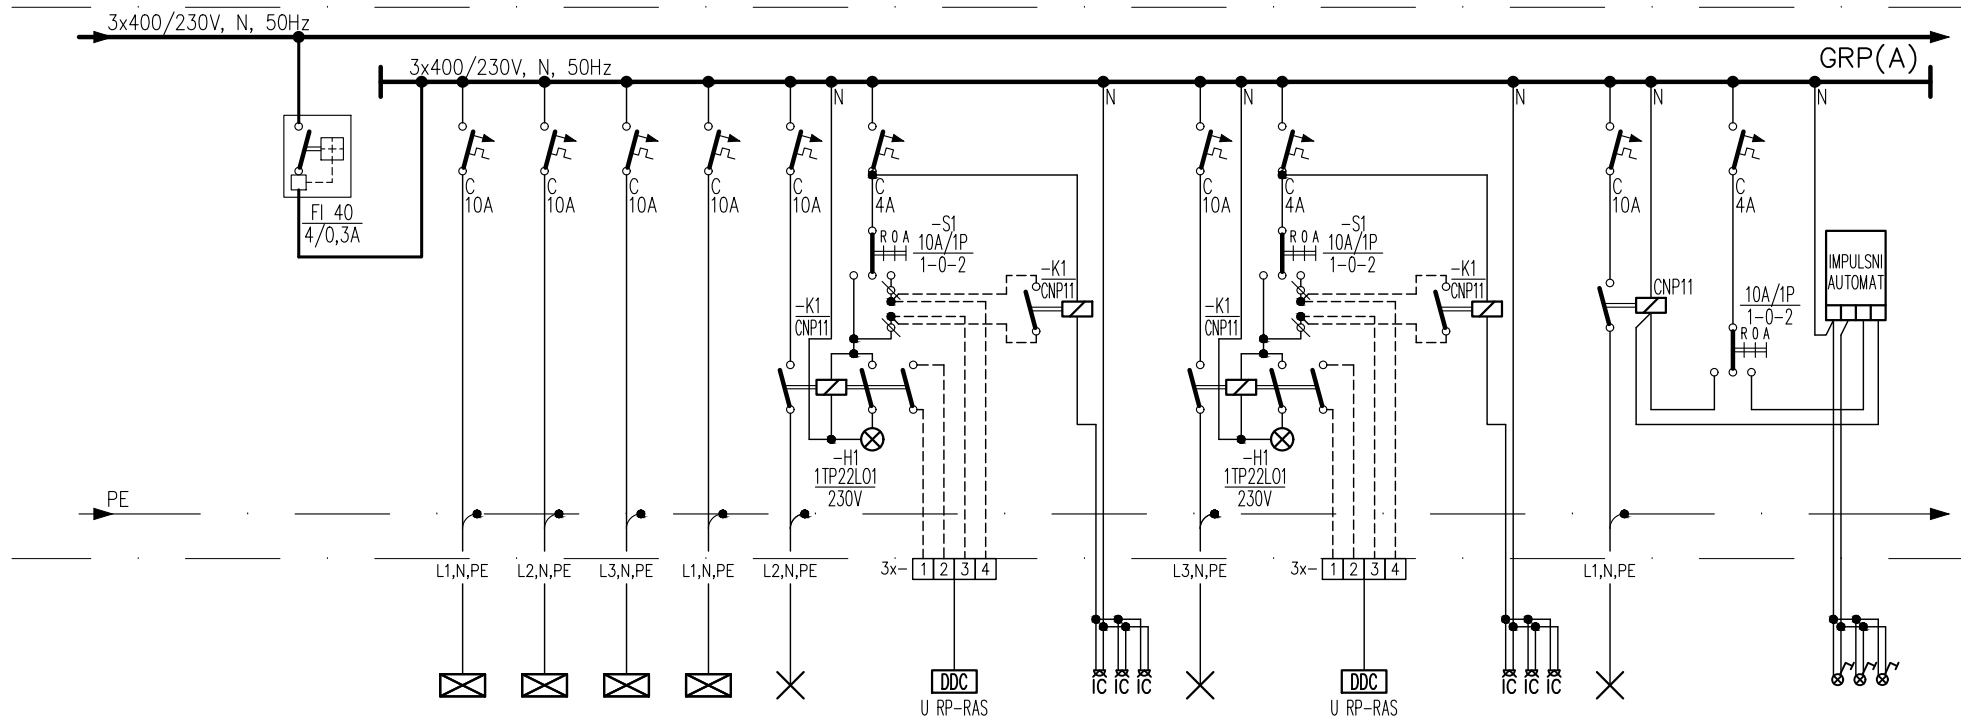 3x400/230V, N, 50Hz
3x400/230V, N, 50Hz
GRP(A)
N
N
N
N
N
N
FI 40
4/0,3A
C
10A
C
10A
C
10A
C
10A
C
10A
C
4A
C
10A
C
4A
C
10A
C
4A
-S1
10A/1P
1-0-2
R 0 A
-K1
CNP11
-K1
CNP11
-S1
10A/1P
1-0-2
R 0 A
-K1
CNP11
-K1
CNP11
CNP11
10A/1P
1-0-2
R 0 A
IMPULSNI
AUTOMAT
-H1
1TP22L01
230V
-H1
1TP22L01
230V
PE
L1,N,PE
L2,N,PE
L3,N,PE
L1,N,PE
L2,N,PE
3x- 1 2 3 4
L3,N,PE
3x- 1 2 3 4
L1,N,PE
DDC
U RP-RAS
IC IC IC
DDC
U RP-RAS
IC IC IC